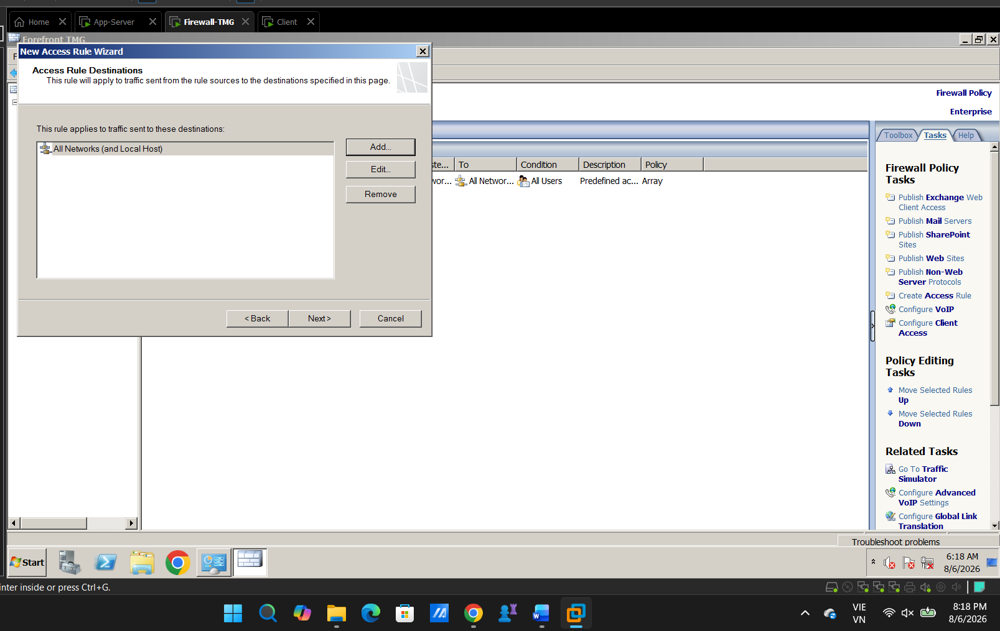 Home
App-Server
Firewall-TMG
Client
Forefront TMG
New Access Rule Wizard
Access Rule Destinations
This rule will apply to traffic sent from the rule sources to the destinations specified in this page.
This rule applies to traffic sent to these destinations:
All Networks (and Local Host)
Add...
Edit...
Remove
< Back
Next >
Cancel
Firewall Policy
Enterprise
To
Condition
Description
Policy
All Networ...
All Users
Predefined ac...
Array
Toolbox
Tasks
Help
Firewall Policy
Tasks
Publish Exchange Web
Client Access
Publish Mail Servers
Publish SharePoint
Sites
Publish Web Sites
Publish Non-Web
Server Protocols
Create Access Rule
Configure VoIP
Configure Client
Access
Policy Editing
Tasks
Move Selected Rules
Up
Move Selected Rules
Down
Related Tasks
Go To Traffic
Simulator
Configure Advanced
VoIP Settings
Configure Global Link
Translation
Troubleshoot problems
Start
6:18 AM
8/6/2026
nter inside or press Ctrl+G.
VIE
VN
8:18 PM
8/6/2026